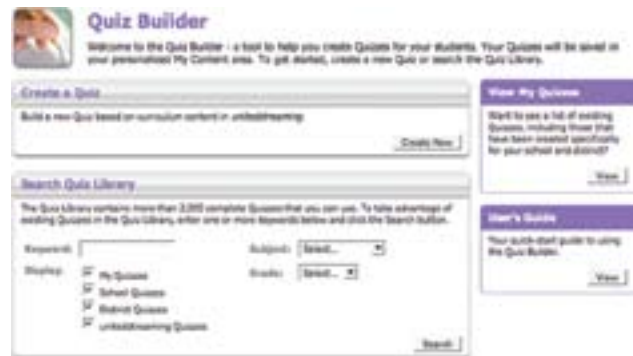 Quiz Builder
Welcome to the Quiz Builder - a tool to help you create Quizzes for your students. Your Quizzes will be saved in
your personalized My Content area. To get started, create a new Quiz or search the Quiz Library.
Create a Quiz
Build a new Quiz based on curriculum content in unitedstreaming
Create New
View My Quizzes
Want to see a list of existing
Quizzes, including those that
have been created specifically
for your school and district?
View
Search Quiz Library
The Quiz Library contains more than 2,000 complete Quizzes that you can use. To take advantage of
existing Quizzes in the Quiz Library, enter one or more keywords below and click the Search button.
Keyword:
Subject: Select...
Display:
Grade: Select...
My Quizzes
School Quizzes
District Quizzes
unitedstreaming Quizzes
Search
User's Guide
Your quick-start guide to using
the Quiz Builder.
View